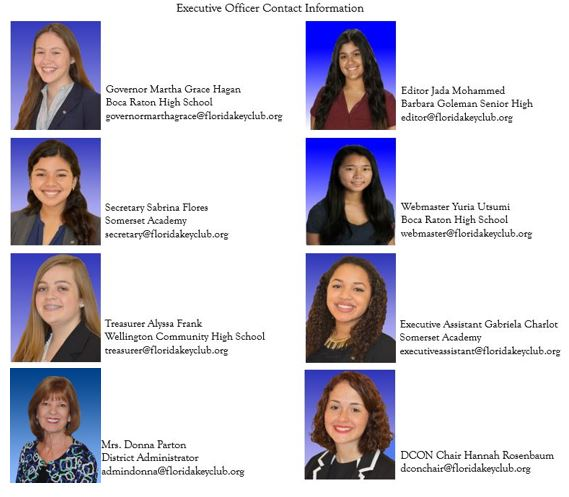 Executive Officer Contact Information
Governor Martha Grace Hagan
Boca Raton High School
governormarthagrace@floridakeyclub.org
Editor Jada Mohammed
Barbara Goleman Senior High
editor@floridakeyclub.org
Secretary Sabrina Flores
Somerset Academy
secretary@floridakeyclub.org
Webmaster Yuria Utsumi
Boca Raton High School
webmaster@floridakeyclub.org
Treasurer Alyssa Frank
Wellington Community High School
treasurer@floridakeyclub.org
Executive Assistant Gabriela Charlot
Somerset Academy
executiveassistant@floridakeyclub.org
Mrs. Donna Parton
District Administrator
admindonna@floridakeyclub.org
DCON Chair Hannah Rosenbaum
dconchair@floridakeyclub.org